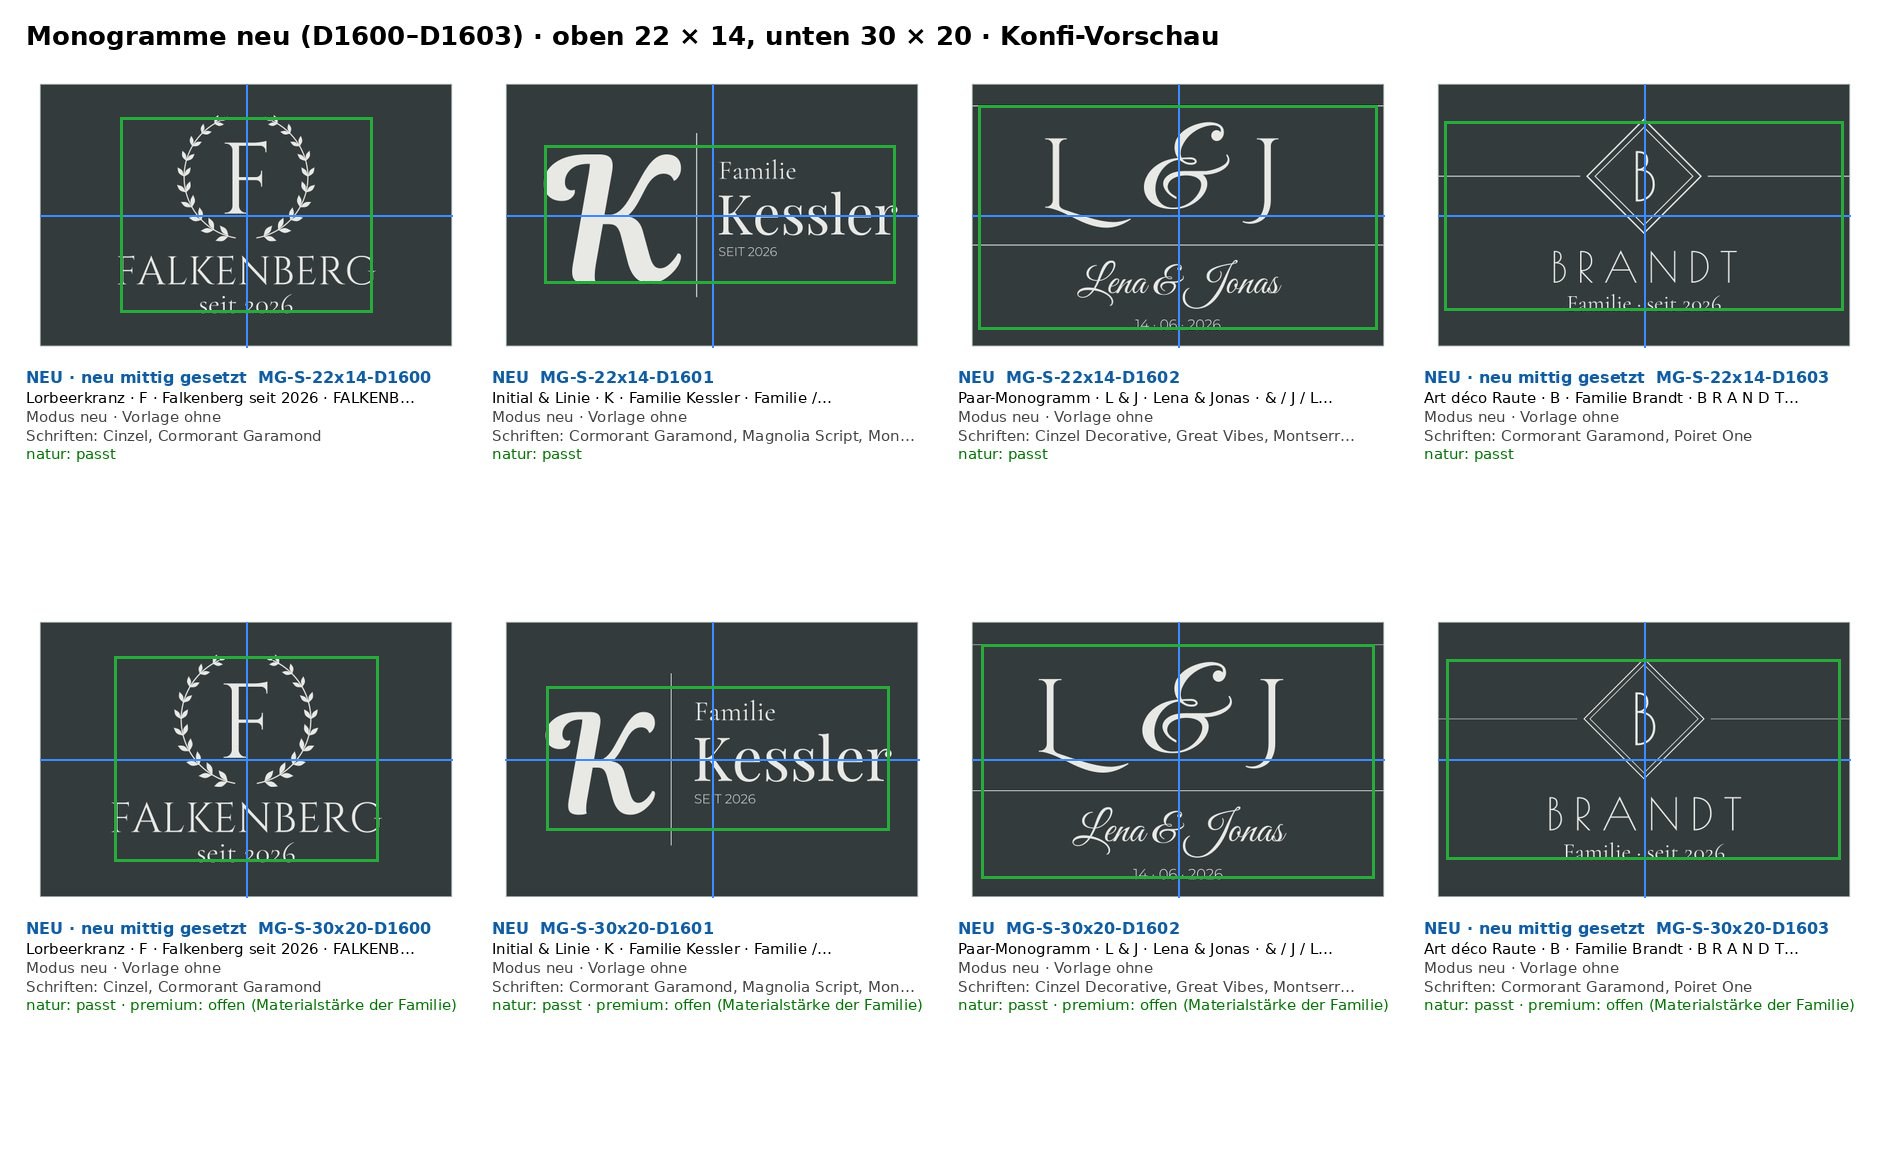 Monogramme neu (D1600–D1603) · oben 22 × 14, unten 30 × 20 · Konfi-Vorschau
F
FALKENBERG
seit 2026
NEU · neu mittig gesetzt MG-S-22x14-D1600
Lorbeerkranz · F · Falkenberg seit 2026 · FALKENB…
Modus neu · Vorlage ohne
Schriften: Cinzel, Cormorant Garamond
natur: passt
K
Familie
Kessler
SEIT 2026
NEU MG-S-22x14-D1601
Initial & Linie · K · Familie Kessler · Familie /…
Modus neu · Vorlage ohne
Schriften: Cormorant Garamond, Magnolia Script, Mon…
natur: passt
L & J
Lena & Jonas
14 · 06 · 2026
NEU MG-S-22x14-D1602
Paar-Monogramm · L & J · Lena & Jonas · & / J / L…
Modus neu · Vorlage ohne
Schriften: Cinzel Decorative, Great Vibes, Montserr…
natur: passt
B
BRANDT
Familie · seit 2026
NEU · neu mittig gesetzt MG-S-22x14-D1603
Art déco Raute · B · Familie Brandt · B R A N D T…
Modus neu · Vorlage ohne
Schriften: Cormorant Garamond, Poiret One
natur: passt
F
FALKENBERG
seit 2026
NEU · neu mittig gesetzt MG-S-30x20-D1600
Lorbeerkranz · F · Falkenberg seit 2026 · FALKENB…
Modus neu · Vorlage ohne
Schriften: Cinzel, Cormorant Garamond
natur: passt · premium: offen (Materialstärke der Familie)
K
Familie
Kessler
SEIT 2026
NEU MG-S-30x20-D1601
Initial & Linie · K · Familie Kessler · Familie /…
Modus neu · Vorlage ohne
Schriften: Cormorant Garamond, Magnolia Script, Mon…
natur: passt · premium: offen (Materialstärke der Familie)
L & J
Lena & Jonas
14 · 06 · 2026
NEU MG-S-30x20-D1602
Paar-Monogramm · L & J · Lena & Jonas · & / J / L…
Modus neu · Vorlage ohne
Schriften: Cinzel Decorative, Great Vibes, Montserr…
natur: passt · premium: offen (Materialstärke der Familie)
B
BRANDT
Familie · seit 2026
NEU · neu mittig gesetzt MG-S-30x20-D1603
Art déco Raute · B · Familie Brandt · B R A N D T…
Modus neu · Vorlage ohne
Schriften: Cormorant Garamond, Poiret One
natur: passt · premium: offen (Materialstärke der Familie)